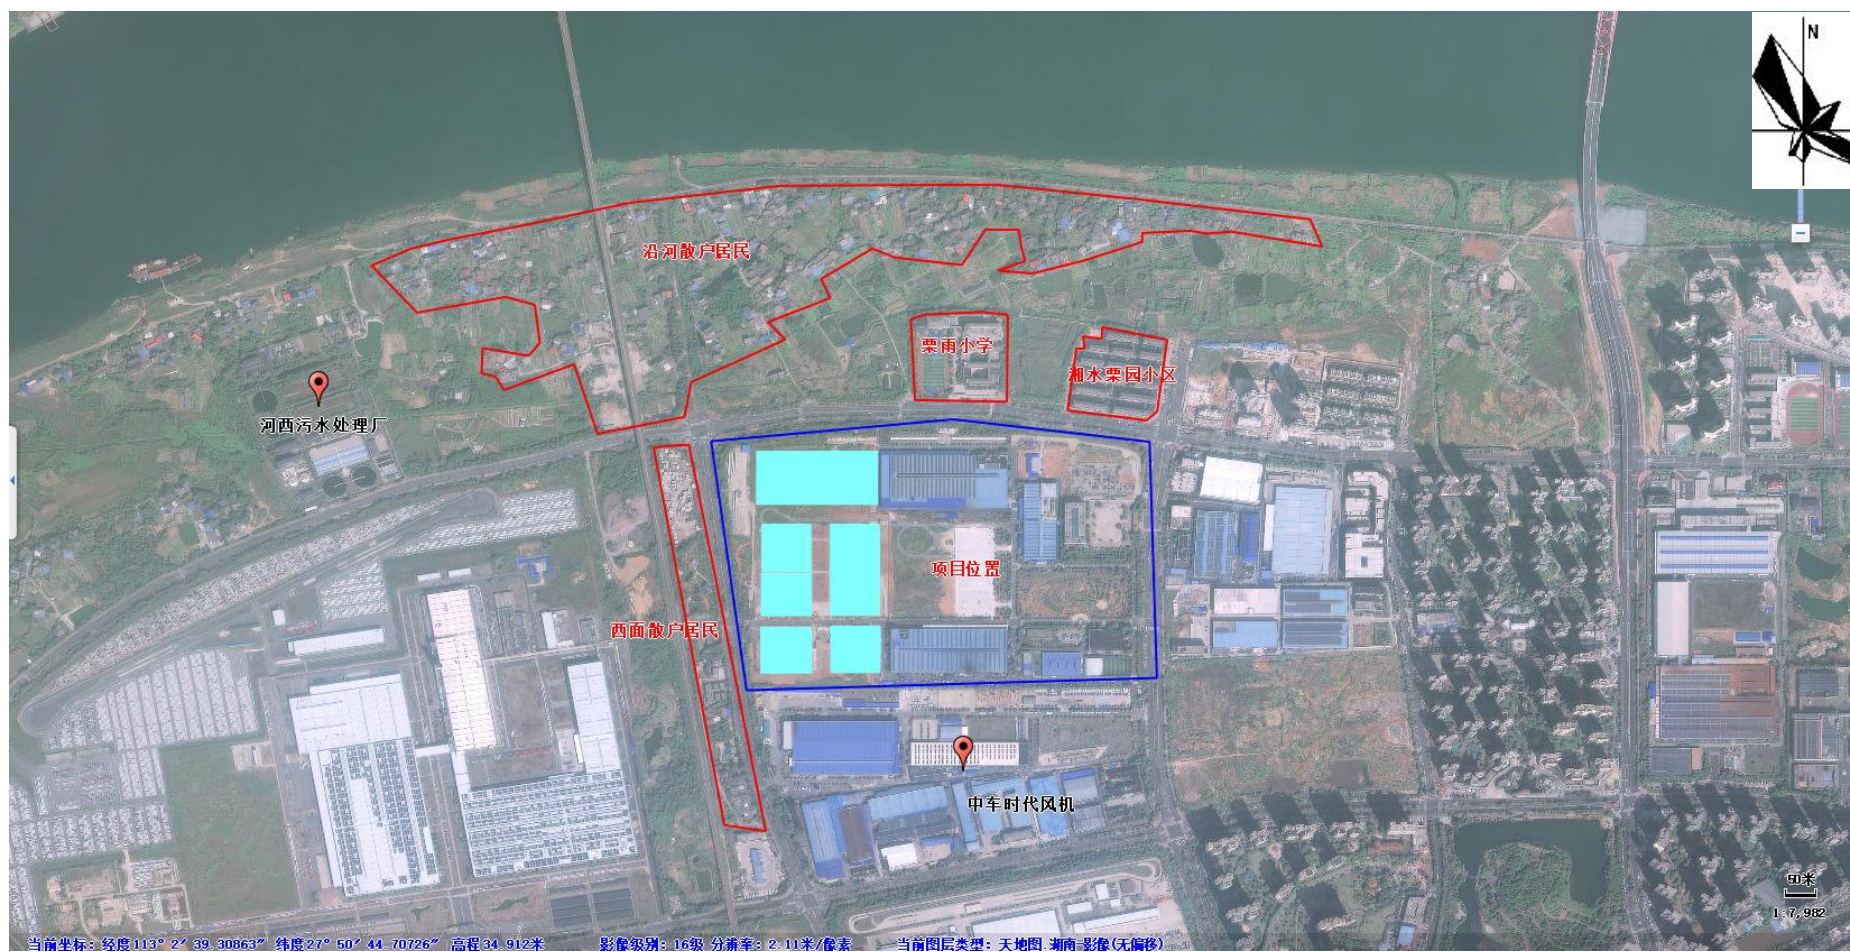 N
沿河散户居民
栗雨小学
湘水栗园小区
河西污水处理厂
项目位置
西面散户居民
中车时代风机
50米
1:7,982
当前坐标: 经度113° 2′ 39.30863″ 纬度27° 50′ 44.70726″ 高程34.912米 影像级别: 16级 分辨率: 2.11米/像素 当前图层类型: 天地图.湖南-影像(无偏移)